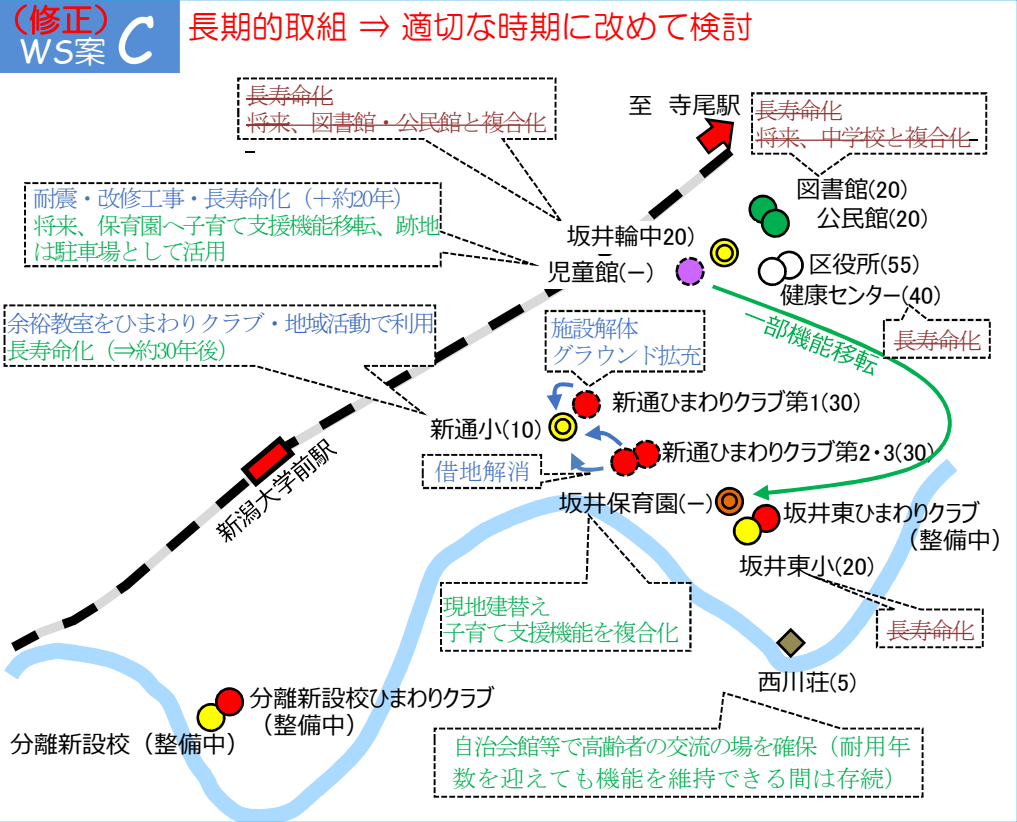 （修正）
WS案 C
長期的取組 ⇒ 適切な時期に改めて検討
長寿命化
将来、図書館・公民館と複合化
至 寺尾駅
長寿命化
将来、中学校と複合化
耐震・改修工事・長寿命化（＋約20年）
将来、保育園へ子育て支援機能移転、跡地
は駐車場として活用
図書館(20)
公民館(20)
坂井輪中20)
児童館(ー)
区役所(55)
健康センター(40)
長寿命化
一部機能移転
余裕教室をひまわりクラブ・地域活動で利用
長寿命化（⇒約30年後）
施設解体
グラウンド拡充
新通ひまわりクラブ第1(30)
新通小(10)
新通ひまわりクラブ第2・3(30)
借地解消
新潟大学前駅
坂井保育園(ー)
坂井東ひまわりクラブ
（整備中）
坂井東小(20)
現地建替え
子育て支援機能を複合化
長寿命化
西川荘(5)
分離新設校ひまわりクラブ
（整備中）
分離新設校（整備中）
自治会館等で高齢者の交流の場を確保（耐用年
数を迎えても機能を維持できる間は存続）